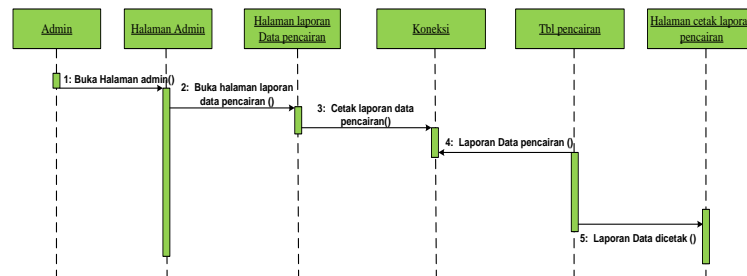 Admin
Halaman Admin
Halaman laporan
Data pencairan
Koneksi
Tbl pencairan
Halaman cetak lapora
pencairan
1: Buka Halaman admin()
2: Buka halaman laporan
data pencairan ()
3: Cetak laporan data
pencairan()
4: Laporan Data pencairan ()
5: Laporan Data dicetak ()